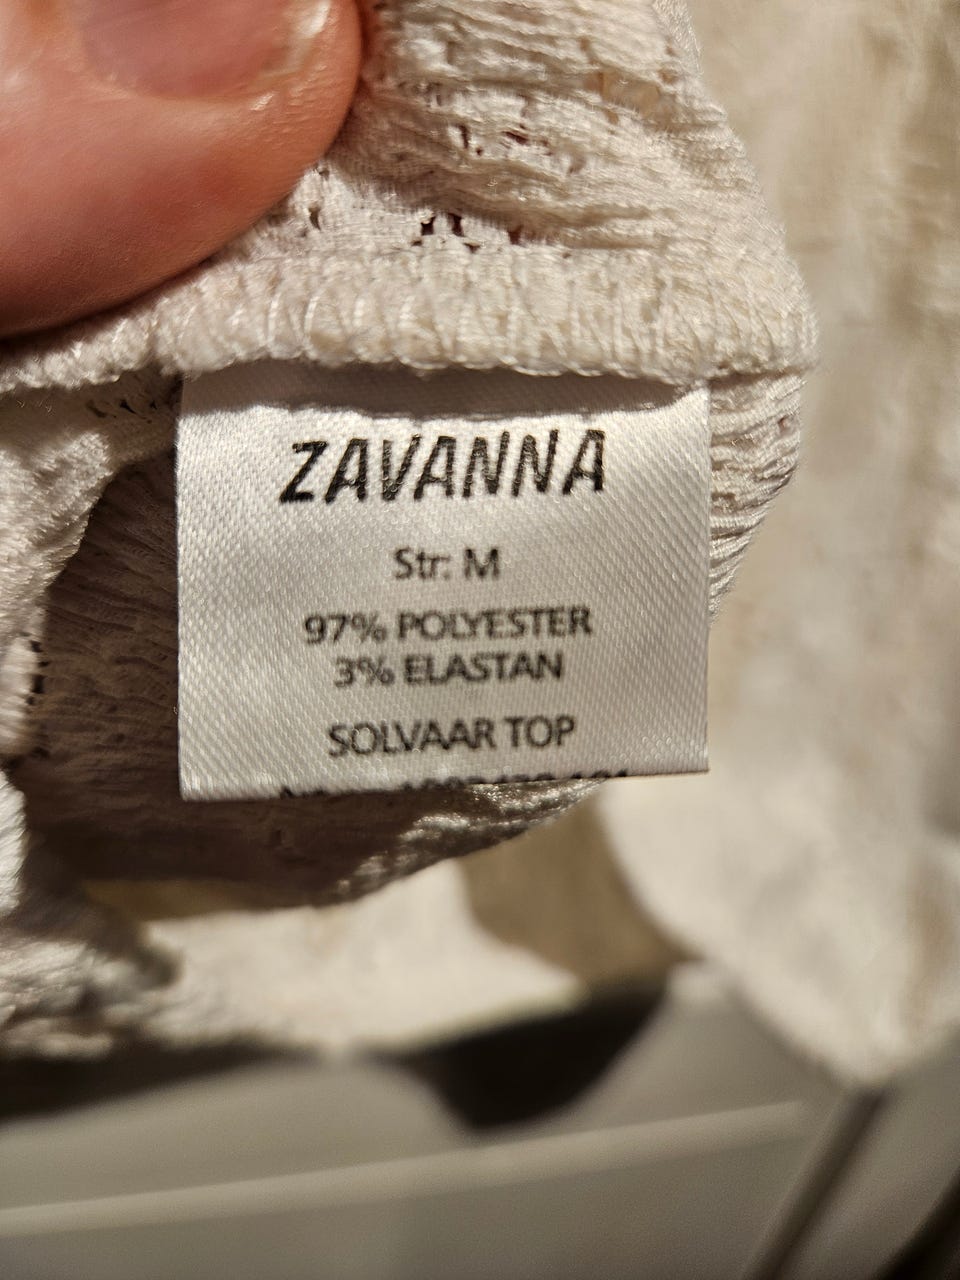 ZAVANNA
Str: M
97% POLYESTER
3% ELASTAN
SOLVAAR TOP